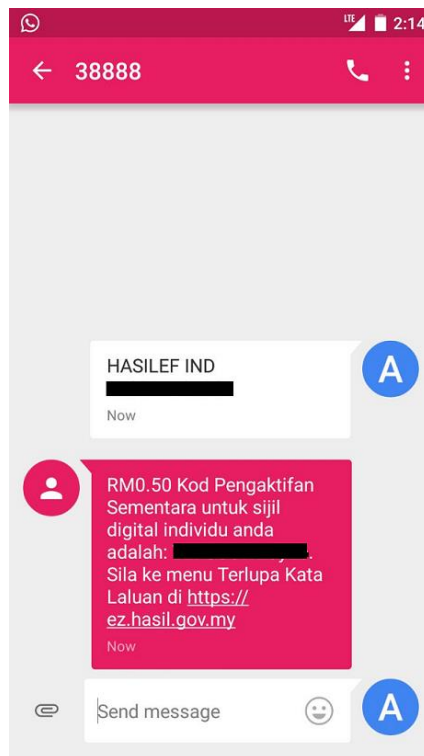 LTE 2:14
38888
HASILEF IND
Now
A
RM0.50 Kod Pengaktifan
Sementara untuk sijil
digital individu anda
adalah:
Sila ke menu Terlupa Kata
Laluan di https://
ez.hasil.gov.my
Now
Send message
A